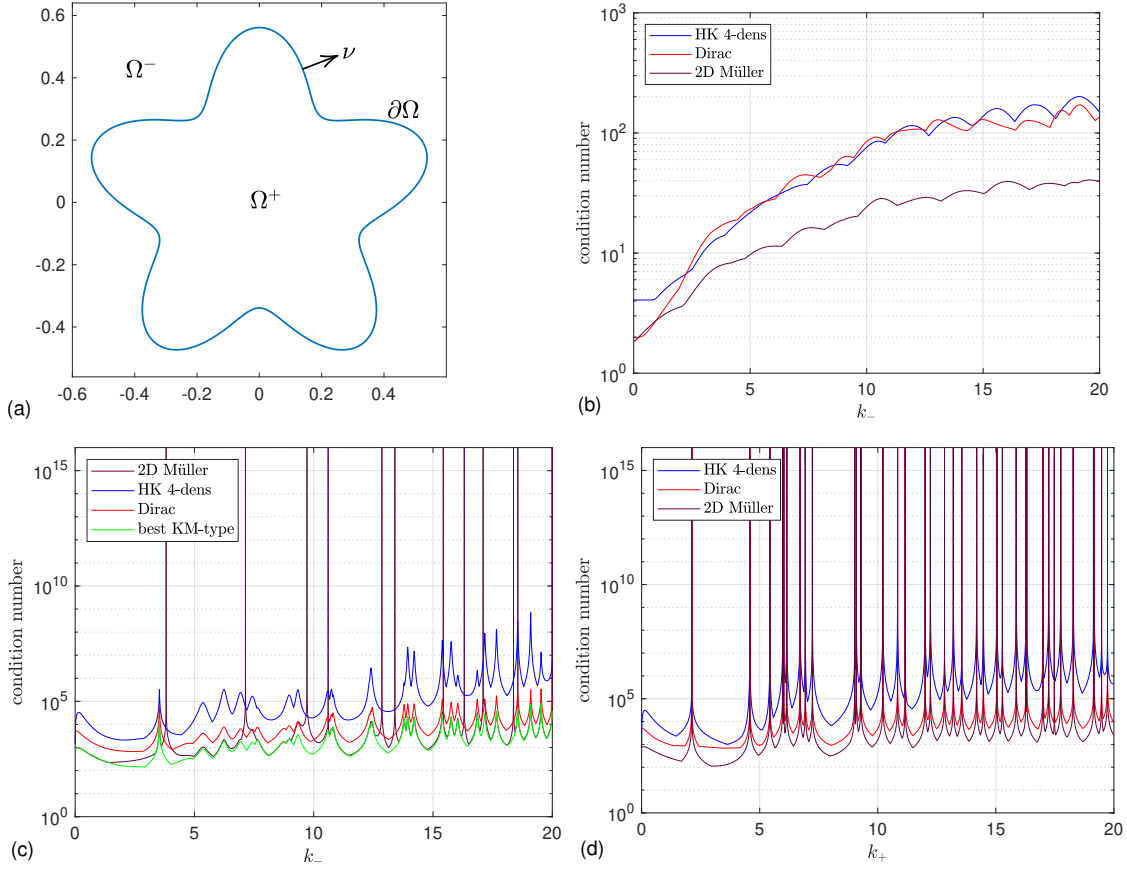 0.6
0.4
0.2
0
-0.2
-0.4
-0.6 -0.4 -0.2 0 0.2 0.4
Ω⁻
ν
∂Ω
Ω⁺
(a)
10³
10²
10¹
10⁰
condition number
HK 4-dens
Dirac
2D Müller
0 5 10 15 20
k₋
(b)
10¹⁵
10¹⁰
10⁵
10⁰
condition number
2D Müller
HK 4-dens
Dirac
best KM-type
0 5 10 15 20
k₋
(c)
10¹⁵
10¹⁰
10⁵
10⁰
condition number
HK 4-dens
Dirac
2D Müller
0 5 10 15 20
k₊
(d)